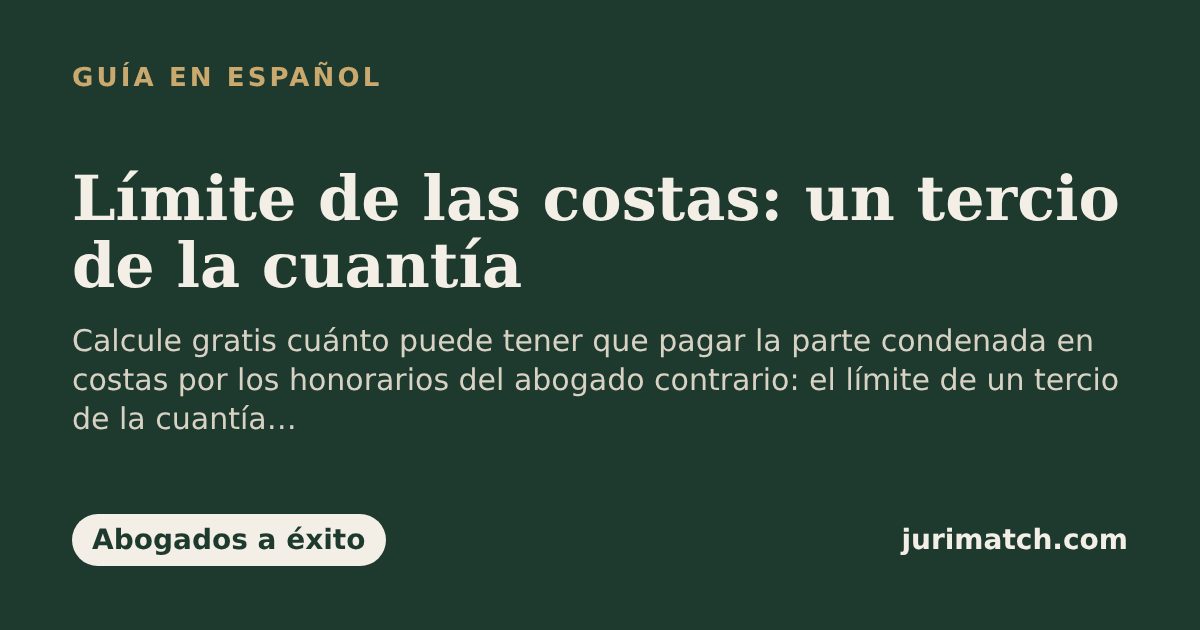 GUÍA EN ESPAÑOL
Límite de las costas: un tercio
de la cuantía
Calcule gratis cuánto puede tener que pagar la parte condenada en
costas por los honorarios del abogado contrario: el límite de un tercio
de la cuantía…
Abogados a éxito
jurimatch.com